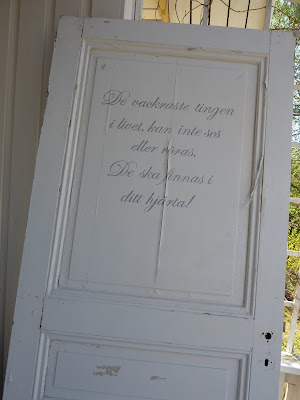 De vackraste tingen
i livet, kan inte ses
eller röras,
De ska finnas i
ditt hjärta!